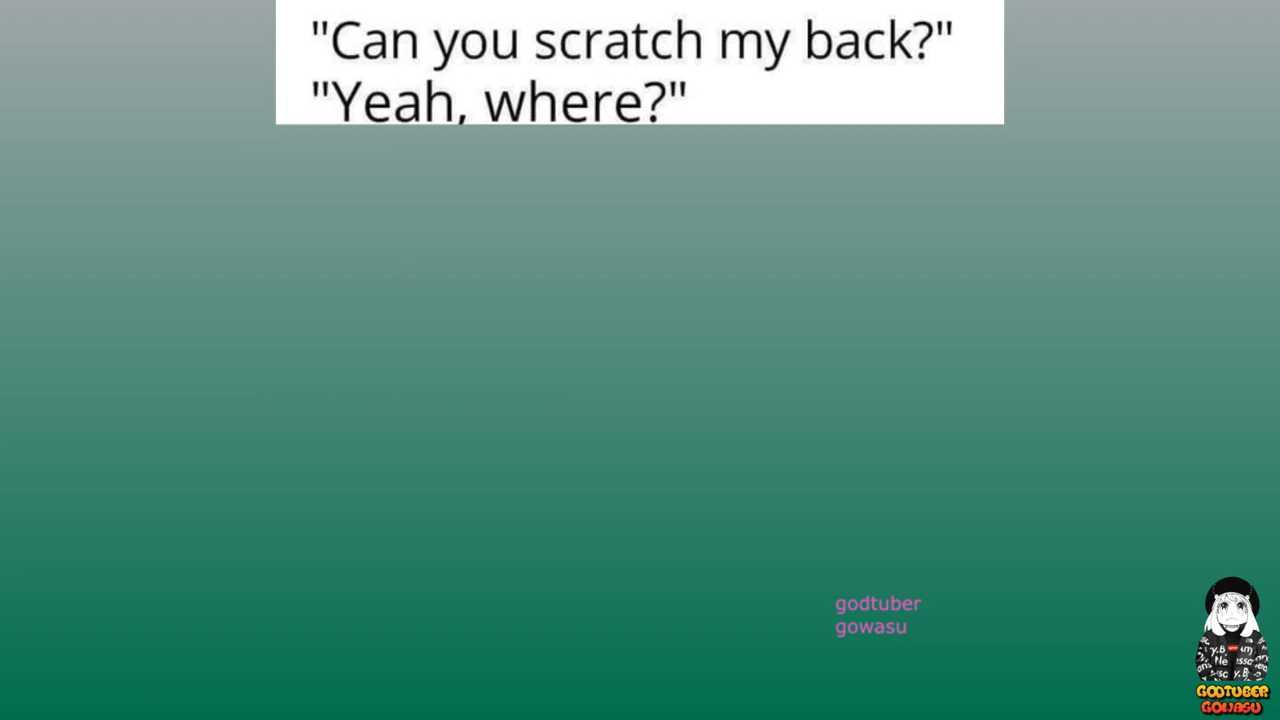 "Can you scratch my back?"
"Yeah, where?"
godtuber
gowasu
GODTUBER
GOWASU